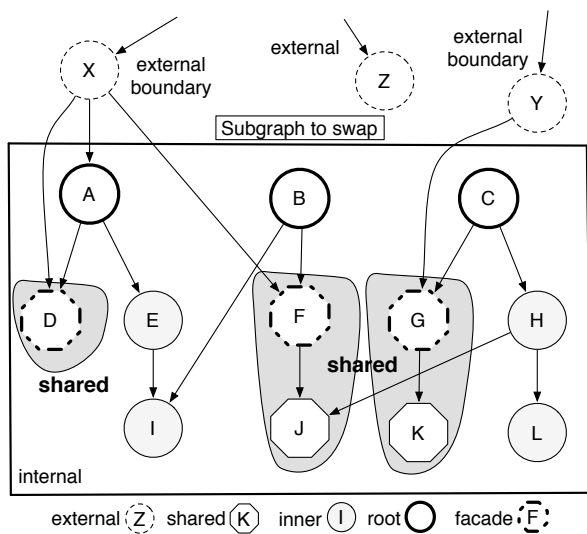 X
external
boundary
external
Z
external
boundary
Y
Subgraph to swap
A
B
C
D
E
F
G
H
shared
shared
I
J
K
L
internal
external Z shared K inner I root facade F